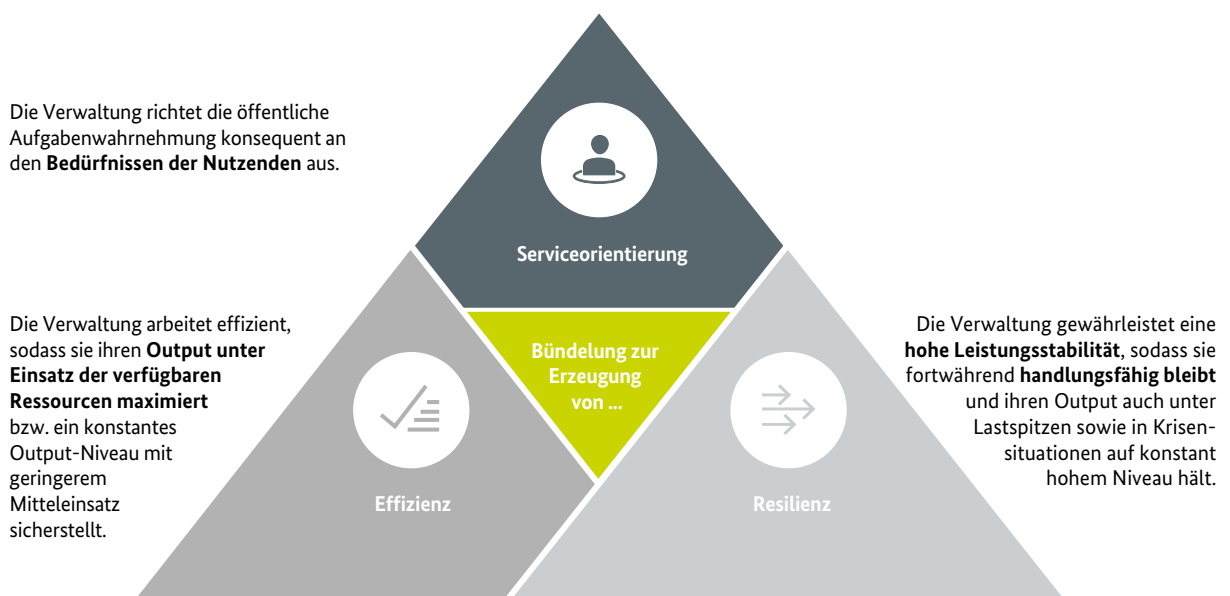 Die Verwaltung richtet die öffentliche
Aufgabenwahrnehmung konsequent an
den Bedürfnissen der Nutzenden aus.
Serviceorientierung
Die Verwaltung arbeitet effizient,
sodass sie ihren Output unter
Einsatz der verfügbaren
Ressourcen maximiert
bzw. ein konstantes
Output-Niveau mit
geringerem
Mitteleinsatz
sicherstellt.
Bündelung zur
Erzeugung
von ...
Die Verwaltung gewährleistet eine
hohe Leistungsstabilität, sodass sie
fortwährend handlungsfähig bleibt
und ihren Output auch unter
Lastspitzen sowie in Krisen-
situationen auf konstant
hohem Niveau hält.
Effizienz
Resilienz